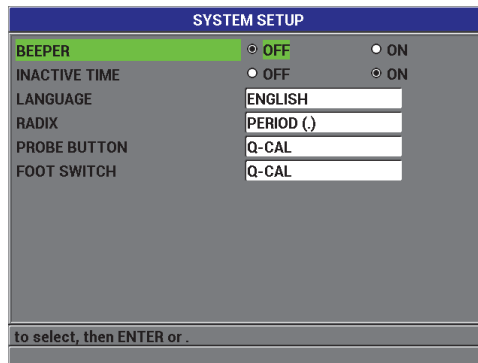 SYSTEM SETUP
BEEPER OFF ON
INACTIVE TIME OFF ON
LANGUAGE ENGLISH
RADIX PERIOD (.)
PROBE BUTTON Q-CAL
FOOT SWITCH Q-CAL
to select, then ENTER or .